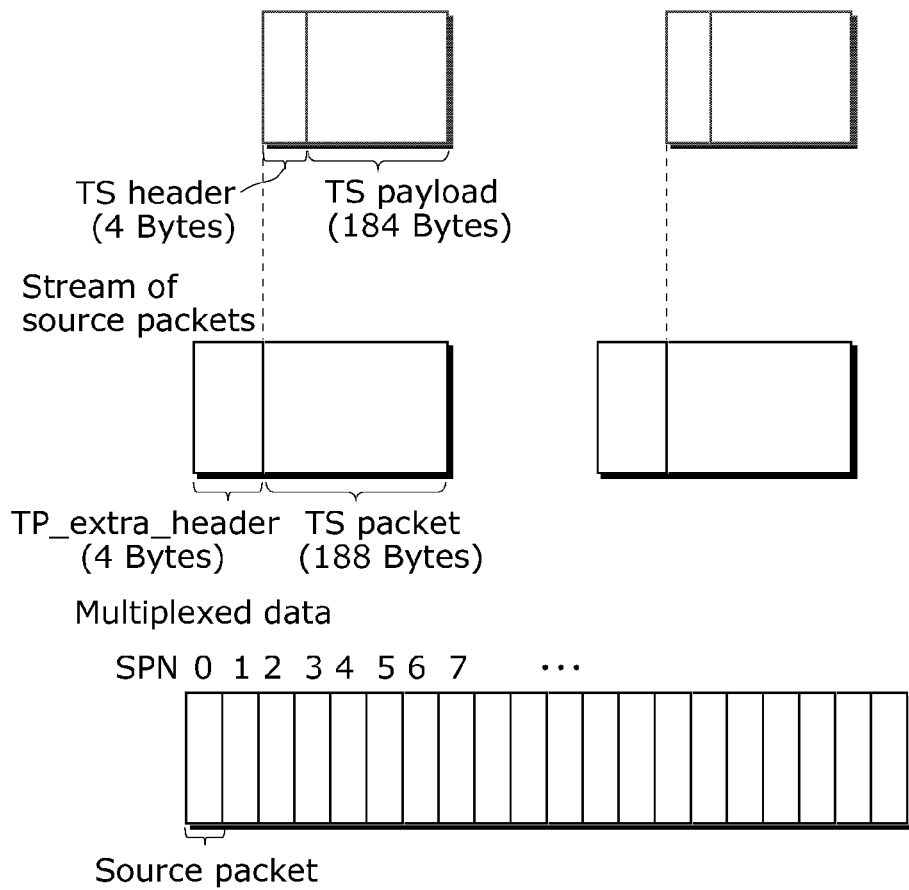 TS header TS payload
(4 Bytes) (184 Bytes)
Stream of
source packets
TP_extra_header TS packet
(4 Bytes) (188 Bytes)
Multiplexed data
SPN 0 1 2 3 4 5 6 7 ...
Source packet